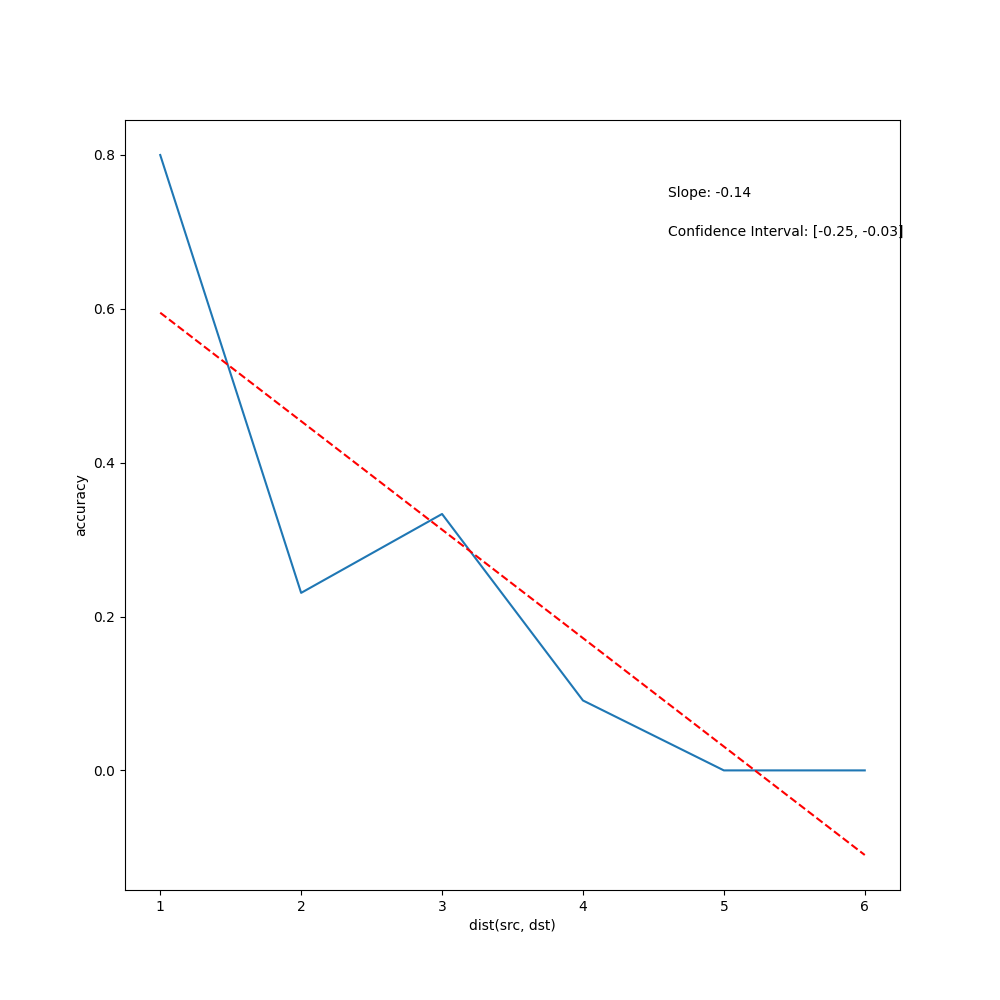 0.8
0.6
0.4
0.2
0.0
accuracy
Slope: -0.14
Confidence Interval: [-0.25, -0.03]
1 2 3 4 5 6
dist(src, dst)